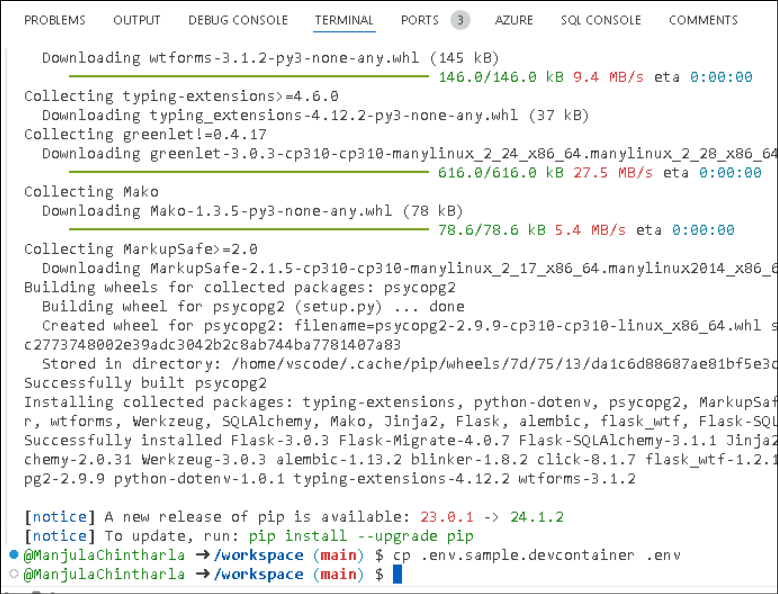 PROBLEMS OUTPUT DEBUG CONSOLE TERMINAL PORTS 3 AZURE SQL CONSOLE COMMENTS
Downloading wtforms-3.1.2-py3-none-any.whl (145 kB)
146.0/146.0 kB 9.4 MB/s eta 0:00:00
Collecting typing-extensions>=4.6.0
Downloading typing_extensions-4.12.2-py3-none-any.whl (37 kB)
Collecting greenlet!=0.4.17
Downloading greenlet-3.0.3-cp310-cp310-manylinux_2_24_x86_64.manylinux_2_28_x86_64
616.0/616.0 kB 27.5 MB/s eta 0:00:00
Collecting Mako
Downloading Mako-1.3.5-py3-none-any.whl (78 kB)
78.6/78.6 kB 5.4 MB/s eta 0:00:00
Collecting MarkupSafe>=2.0
Downloading MarkupSafe-2.1.5-cp310-cp310-manylinux_2_17_x86_64.manylinux2014_x86_6
Building wheels for collected packages: psycopg2
Building wheel for psycopg2 (setup.py) ... done
Created wheel for psycopg2: filename=psycopg2-2.9.9-cp310-cp310-linux_x86_64.whl s
c2773748002e39adc3042b2c8ab744ba7781407a83
Stored in directory: /home/vscode/.cache/pip/wheels/7d/75/13/da1c6d88687ae81bf5e3c
Successfully built psycopg2
Installing collected packages: typing-extensions, python-dotenv, psycopg2, MarkupSaf
r, wtforms, Werkzeug, SQLAlchemy, Mako, Jinja2, Flask, alembic, flask_wtf, Flask-SQ
Successfully installed Flask-3.0.3 Flask-Migrate-4.0.7 Flask-SQLAlchemy-3.1.1 Jinja2
chemy-2.0.31 Werkzeug-3.0.3 alembic-1.13.2 blinker-1.8.2 click-8.1.7 flask_wtf-1.2.1
pg2-2.9.9 python-dotenv-1.0.1 typing-extensions-4.12.2 wtforms-3.1.2
[notice] A new release of pip is available: 23.0.1 -> 24.1.2
[notice] To update, run: pip install --upgrade pip
@ManjulaChintharla ➜ /workspace (main) $ cp .env.sample.devcontainer .env
@ManjulaChintharla ➜ /workspace (main) $